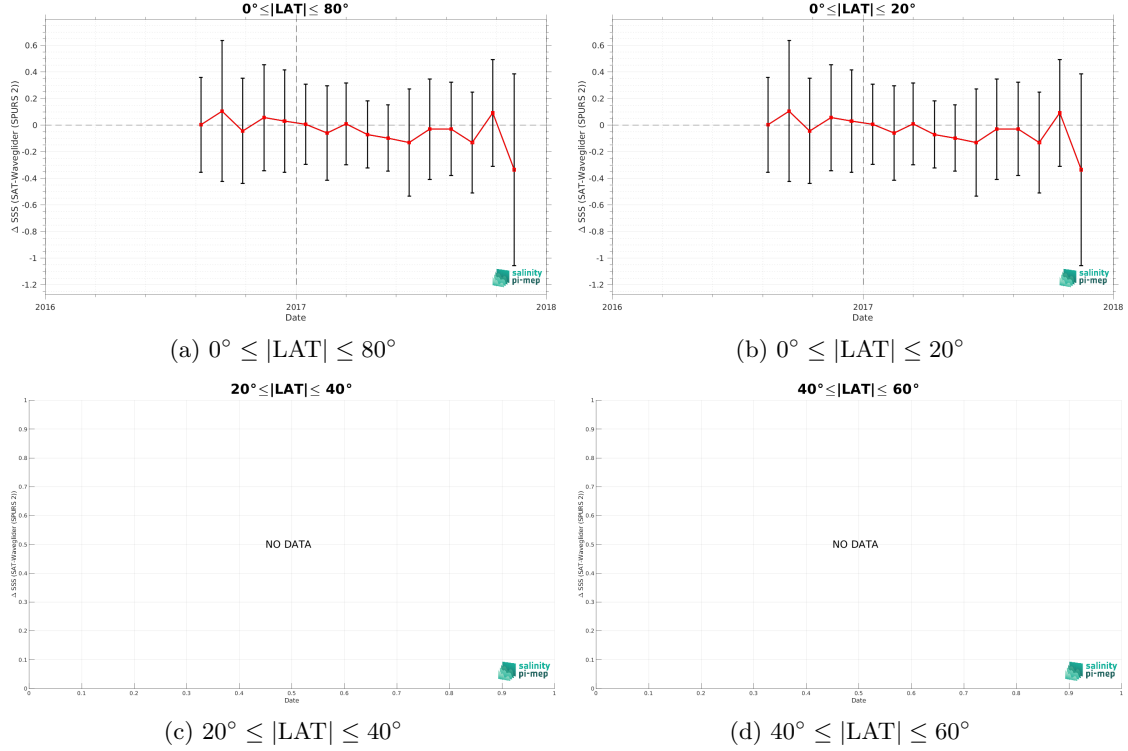 0°≤|LAT|≤ 80°
Δ SSS (SAT-Waveglider (SPURS 2))
0.6
0.4
0.2
0
-0.2
-0.4
-0.6
-0.8
-1
-1.2
2016
2017
2018
Date
salinity
pi-mep
(a) 0° ≤ |LAT| ≤ 80°
0°≤|LAT|≤ 20°
Δ SSS (SAT-Waveglider (SPURS 2))
0.6
0.4
0.2
0
-0.2
-0.4
-0.6
-0.8
-1
-1.2
2016
2017
2018
Date
salinity
pi-mep
(b) 0° ≤ |LAT| ≤ 20°
20°≤|LAT|≤ 40°
Δ SSS (SAT-Waveglider (SPURS 2))
1
0.9
0.8
0.7
0.6
0.5
0.4
0.3
0.2
0.1
0
NO DATA
0 0.1 0.2 0.3 0.4 0.5 0.6 0.7 0.8 0.9 1
Date
salinity
pi-mep
(c) 20° ≤ |LAT| ≤ 40°
40°≤|LAT|≤ 60°
Δ SSS (SAT-Waveglider (SPURS 2))
1
0.9
0.8
0.7
0.6
0.5
0.4
0.3
0.2
0.1
0
NO DATA
0 0.1 0.2 0.3 0.4 0.5 0.6 0.7 0.8 0.9 1
Date
salinity
pi-mep
(d) 40° ≤ |LAT| ≤ 60°